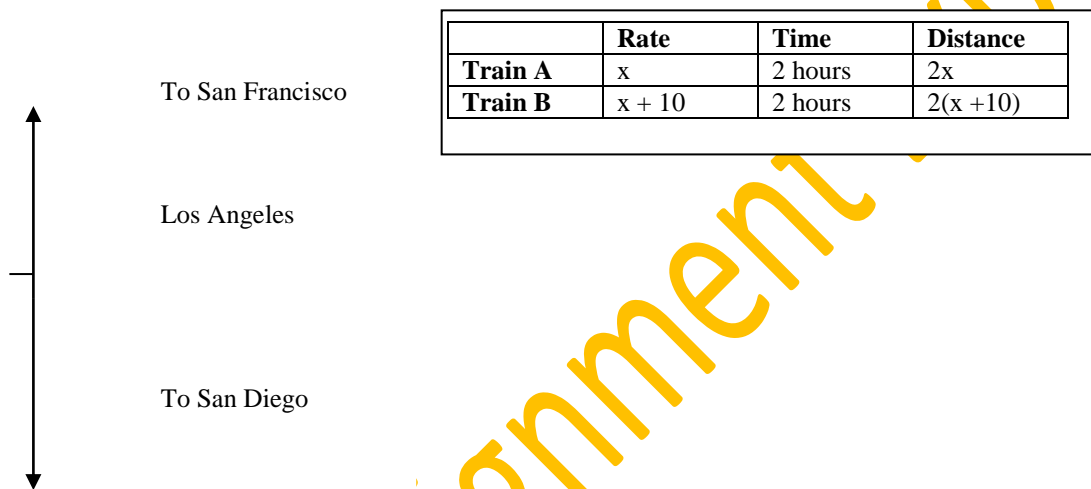 Rate Time Distance
Train A x 2 hours 2x
Train B x + 10 2 hours 2(x +10)
To San Francisco
Los Angeles
To San Diego